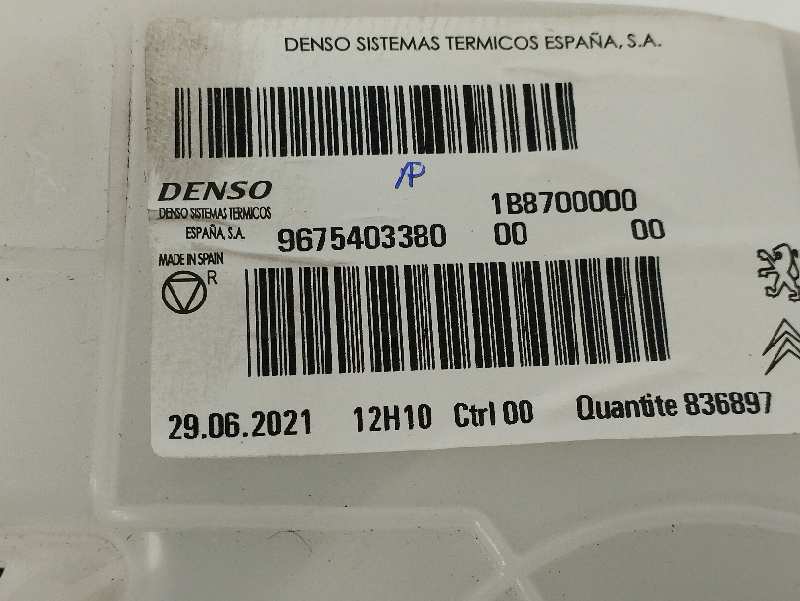 DENSO SISTEMAS TERMICOS ESPAÑA, S.A.
AP
DENSO
DENSO SISTEMAS TERMICOS
ESPAÑA, S.A.
9675403380
1B8700000
00 00
MADE IN SPAIN
R
29.06.2021 12H10 Ctrl 00 Quantite 836897